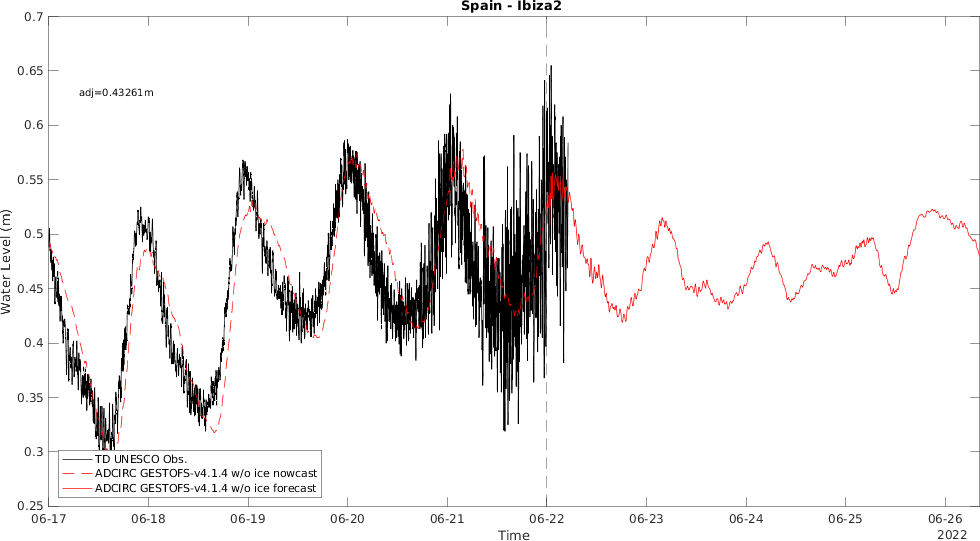 Spain - Ibiza2
0.7
0.65
0.6
0.55
0.5
0.45
0.4
0.35
0.3
0.25
Water Level (m)
adj=0.43261m
TD UNESCO Obs.
ADCIRC GESTOFS-v4.1.4 w/o ice nowcast
ADCIRC GESTOFS-v4.1.4 w/o ice forecast
06-17 06-18 06-19 06-20 06-21 06-22 06-23 06-24 06-25 06-26
Time
2022